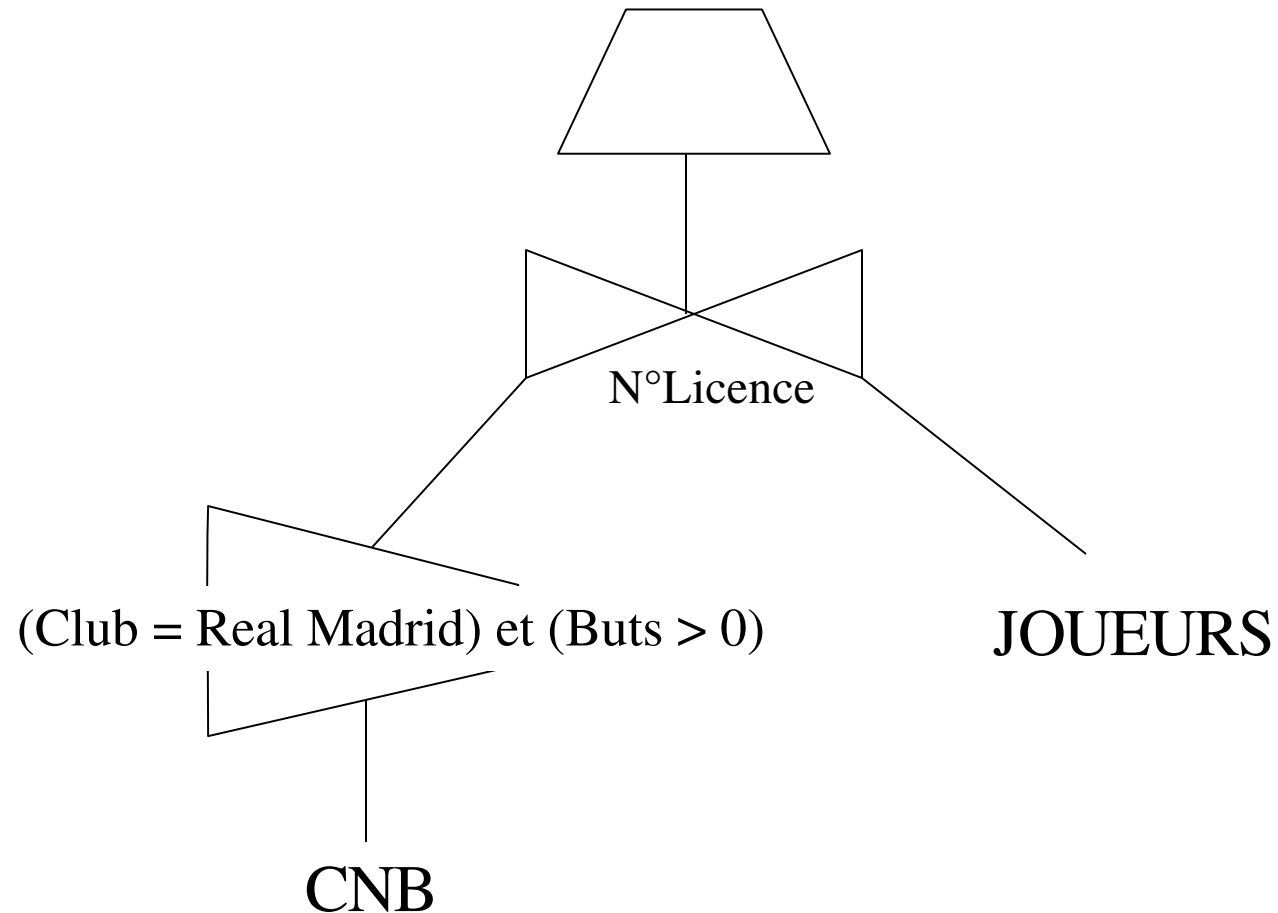 N°Licence
(Club = Real Madrid) et (Buts > 0)
JOUEURS
CNB